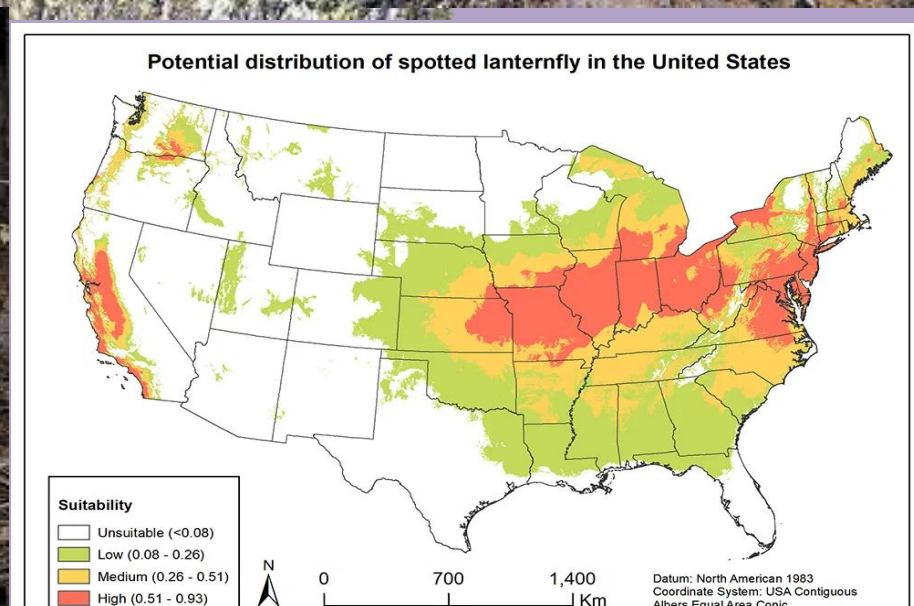 Potential distribution of spotted lanternfly in the United States
Suitability
Unsuitable (<0.08)
Low (0.08 - 0.26)
Medium (0.26 - 0.51)
High (0.51 - 0.93)
N
0 700 1,400
Km
Datum: North American 1983
Coordinate System: USA Contiguous
Albers Equal Area Conic